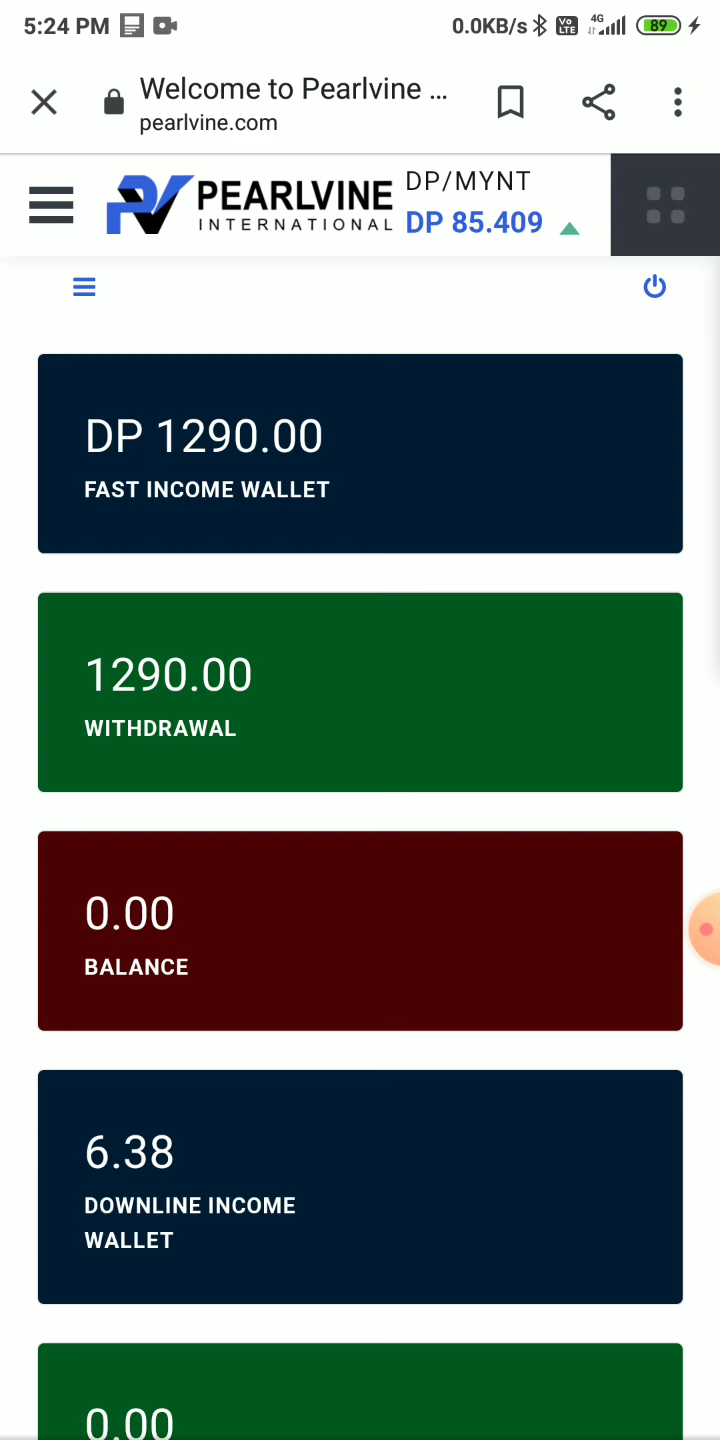 5:24 PM
0.0KB/s
Vo LTE
4G
89
Welcome to Pearlvine ...
pearlvine.com
PEARLVINE
INTERNATIONAL
DP/MYNT
DP 85.409
DP 1290.00
FAST INCOME WALLET
1290.00
WITHDRAWAL
0.00
BALANCE
6.38
DOWNLINE INCOME
WALLET
0.00